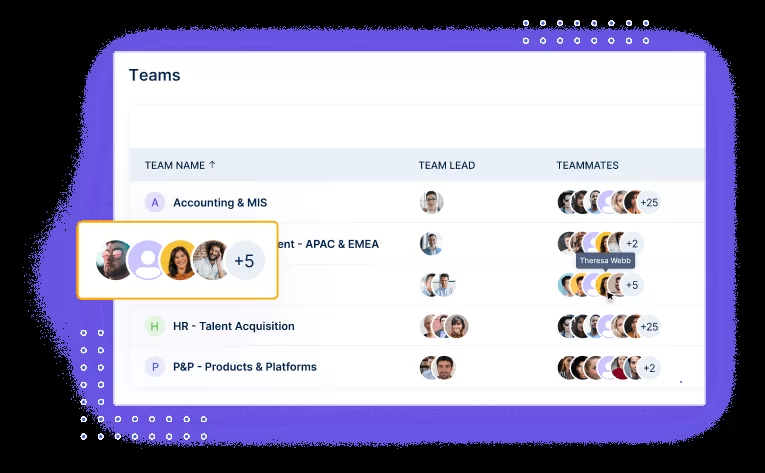 Teams
TEAM NAME ↑ TEAM LEAD TEAMMATES
A Accounting & MIS +25
ent - APAC & EMEA +2
Theresa Webb
+5
+5
H HR - Talent Acquisition +25
P P&P - Products & Platforms +2